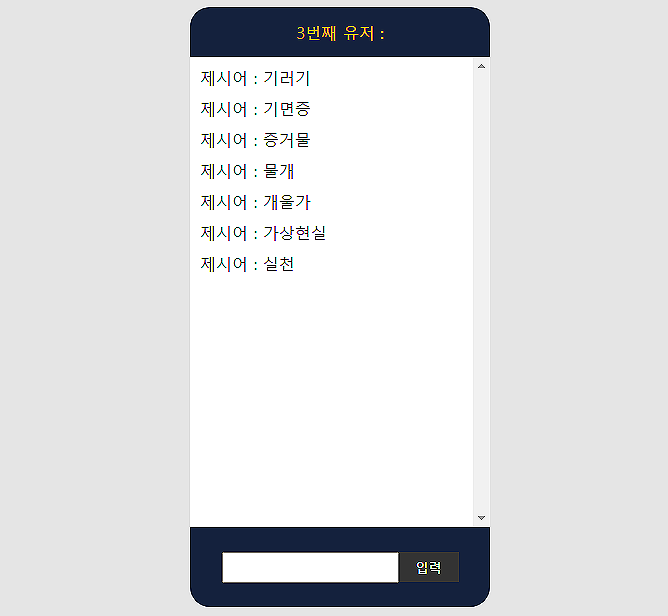 3번째 유저 :
제시어 : 기러기
제시어 : 기면증
제시어 : 증거물
제시어 : 물개
제시어 : 개울가
제시어 : 가상현실
제시어 : 실천
입력